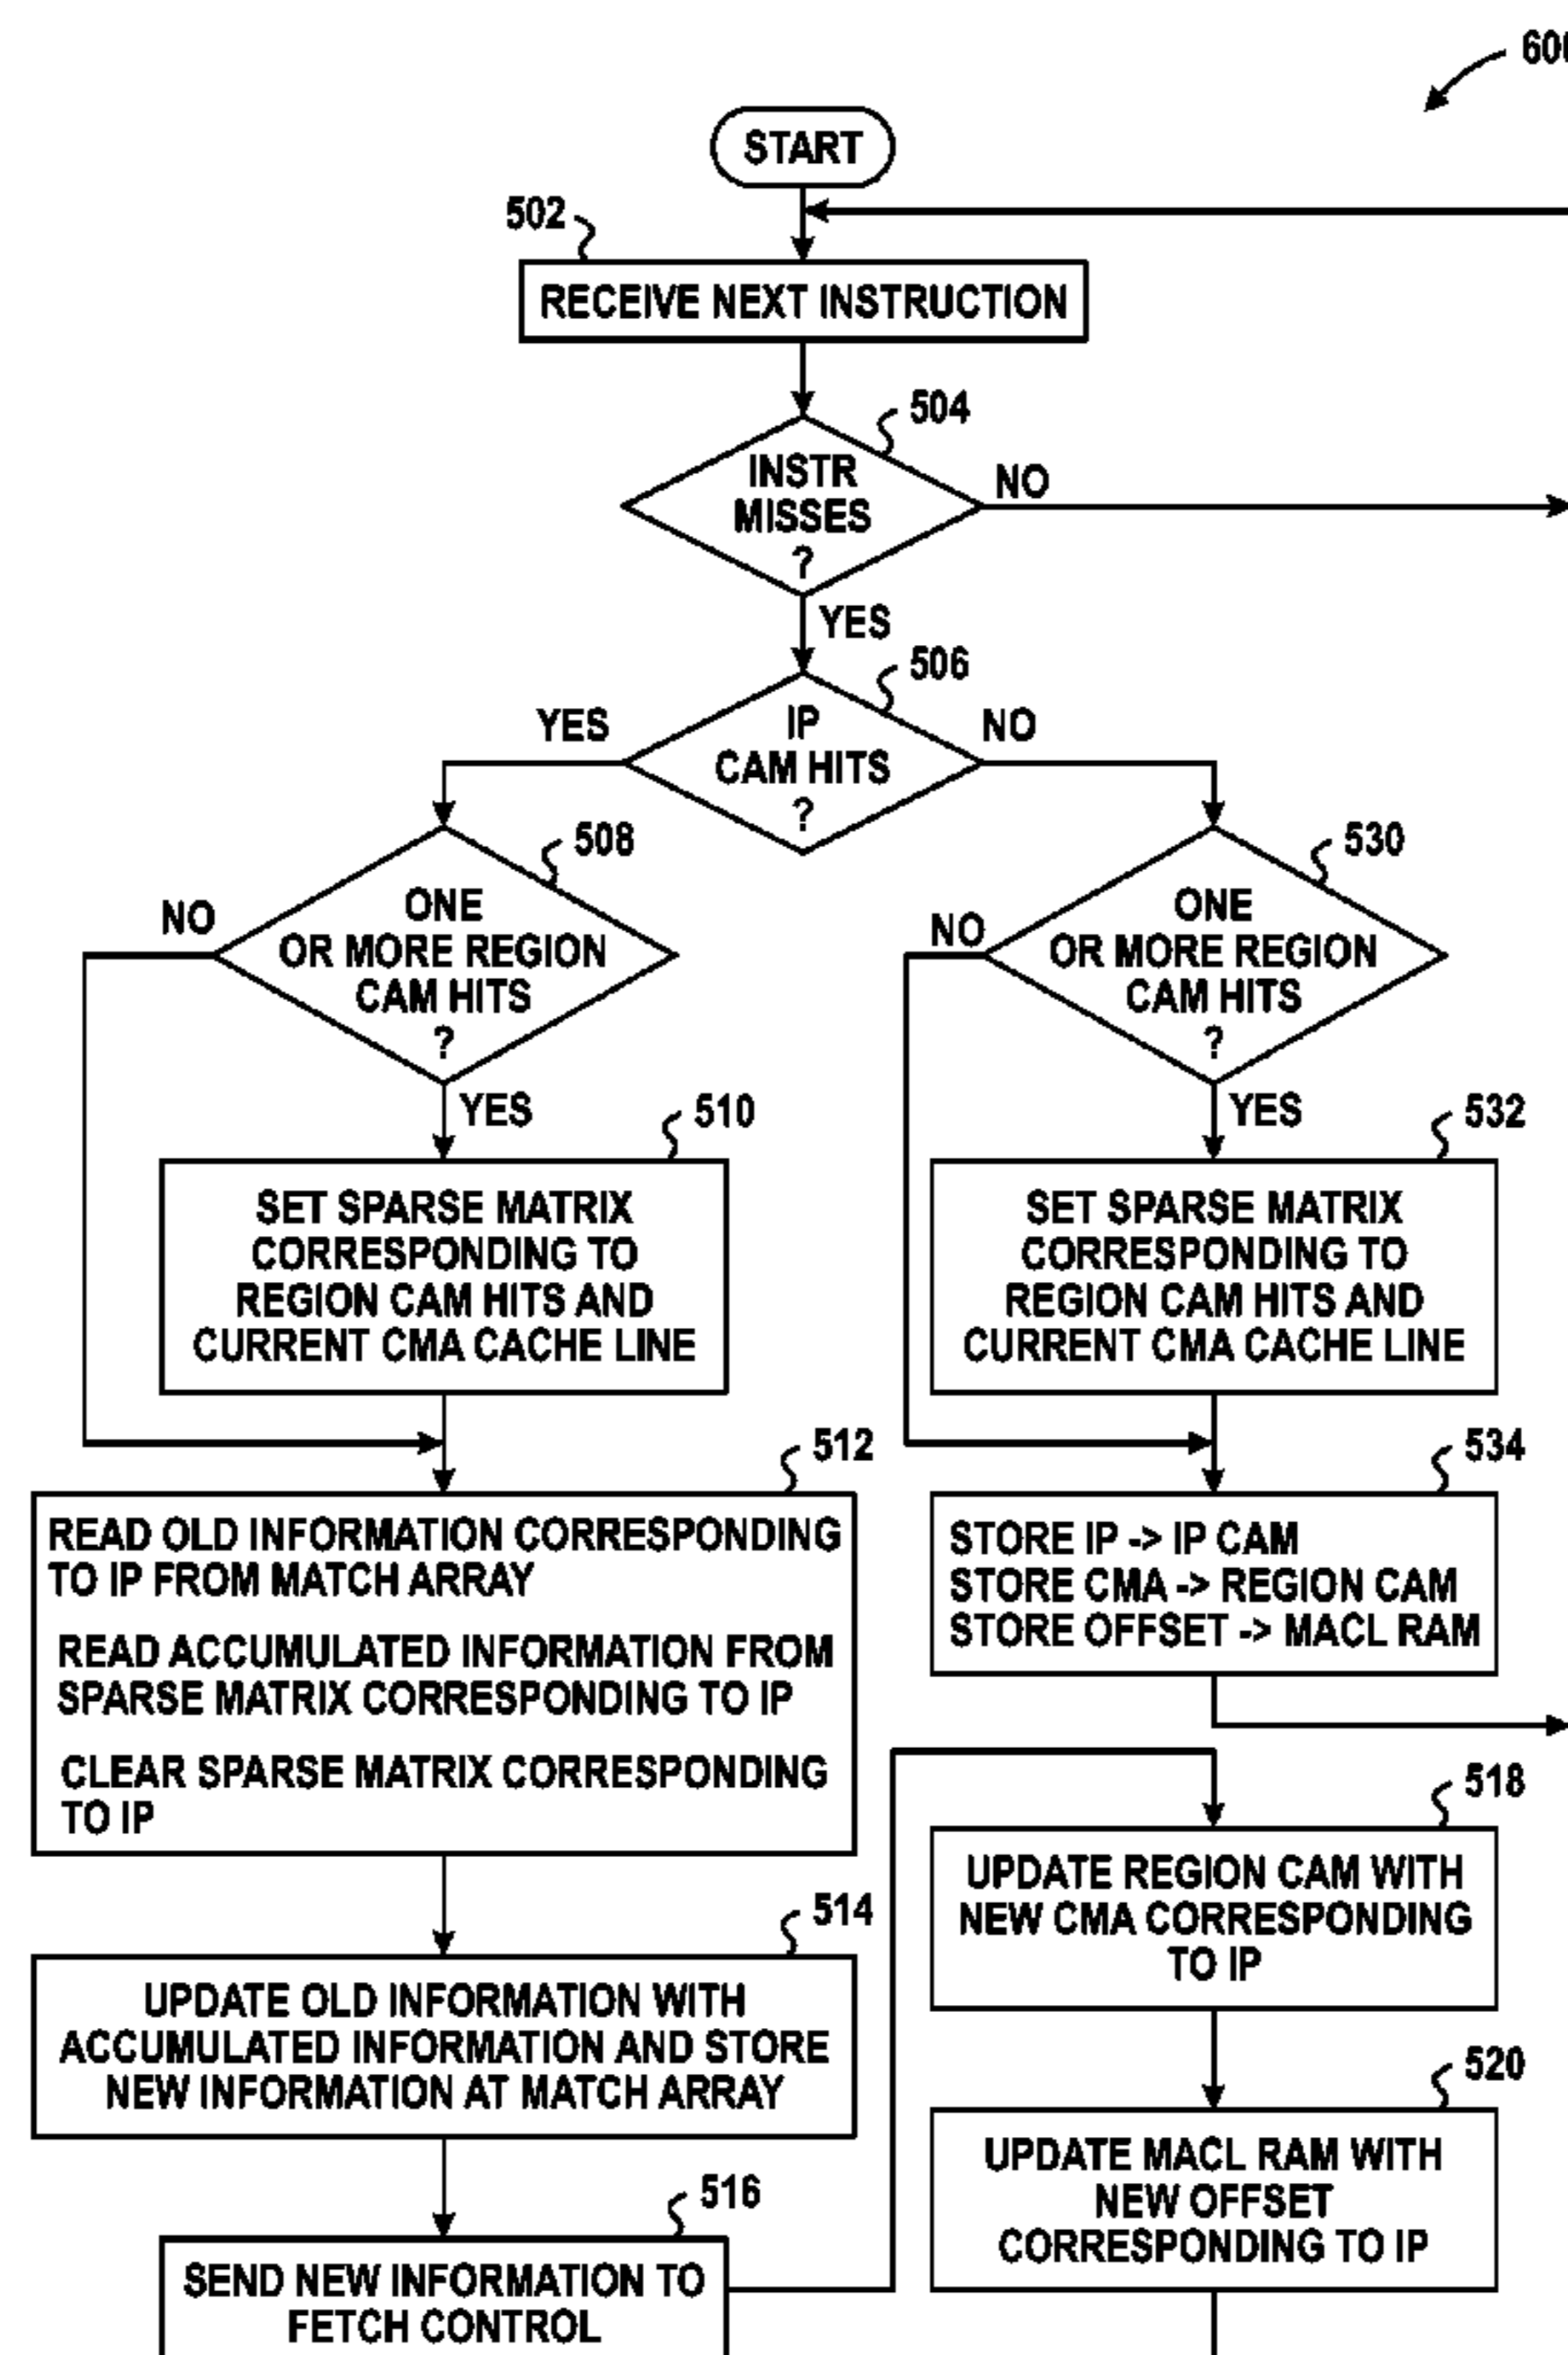 600
START
502
RECEIVE NEXT INSTRUCTION
504
INSTR
MISSES
?
NO
YES
506
IP
CAM HITS
?
YES
NO
508
ONE
OR MORE REGION
CAM HITS
?
NO
YES
530
ONE
OR MORE REGION
CAM HITS
?
NO
YES
510
SET SPARSE MATRIX
CORRESPONDING TO
REGION CAM HITS AND
CURRENT CMA CACHE LINE
532
SET SPARSE MATRIX
CORRESPONDING TO
REGION CAM HITS AND
CURRENT CMA CACHE LINE
512
READ OLD INFORMATION CORRESPONDING
TO IP FROM MATCH ARRAY
READ ACCUMULATED INFORMATION FROM
SPARSE MATRIX CORRESPONDING TO IP
CLEAR SPARSE MATRIX CORRESPONDING
TO IP
534
STORE IP -> IP CAM
STORE CMA -> REGION CAM
STORE OFFSET -> MACL RAM
514
UPDATE OLD INFORMATION WITH
ACCUMULATED INFORMATION AND STORE
NEW INFORMATION AT MATCH ARRAY
516
SEND NEW INFORMATION TO
FETCH CONTROL
518
UPDATE REGION CAM WITH
NEW CMA CORRESPONDING
TO IP
520
UPDATE MACL RAM WITH
NEW OFFSET
CORRESPONDING TO IP